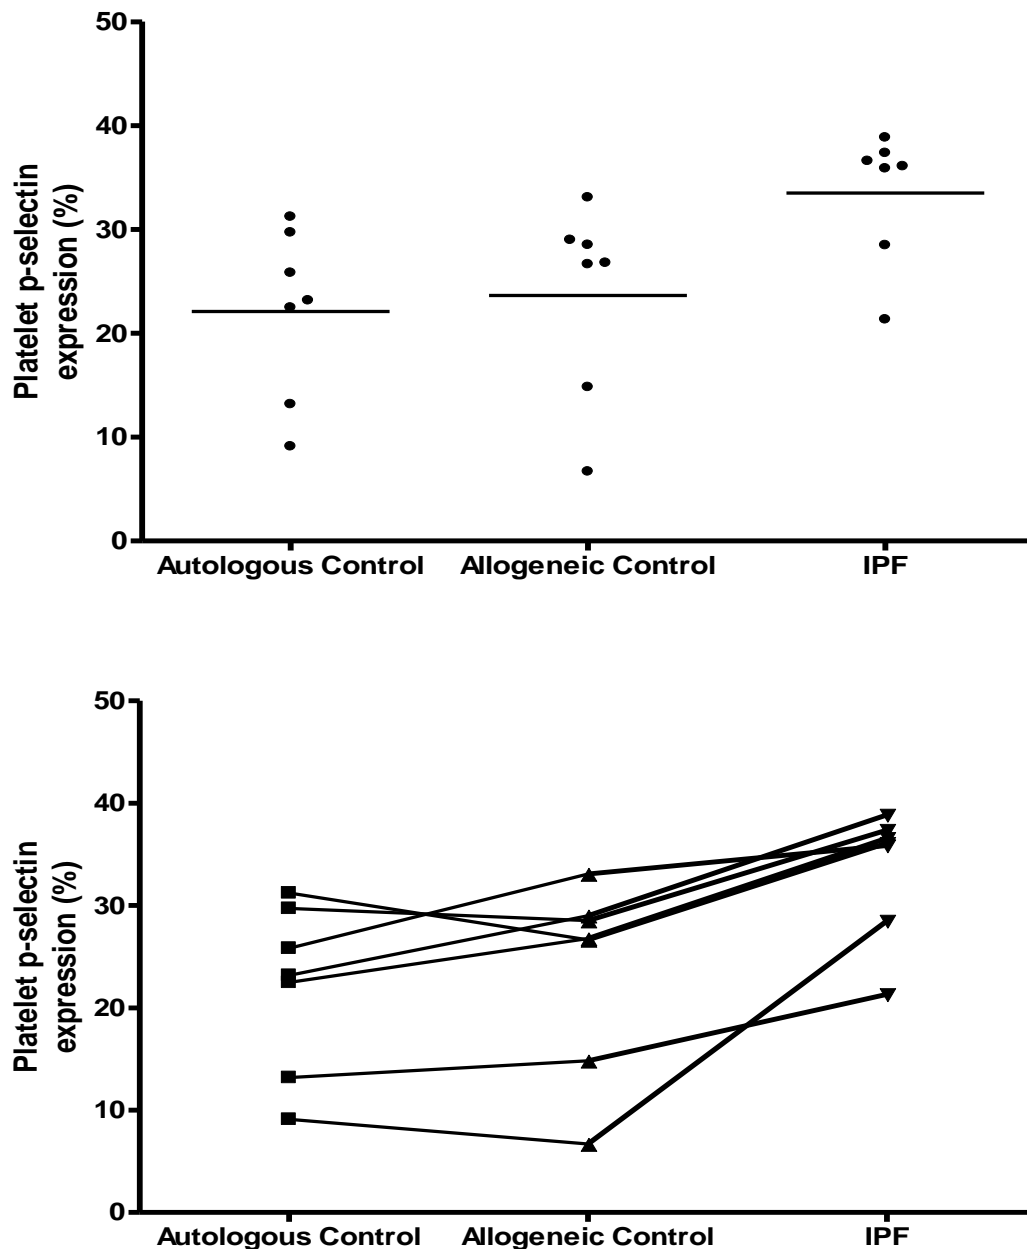 50
40
30
20
10
0
Platelet p-selectin
expression (%)
Autologous Control Allogeneic Control IPF
50
40
30
20
10
0
Platelet p-selectin
expression (%)
Autologous Control Allogeneic Control IPF